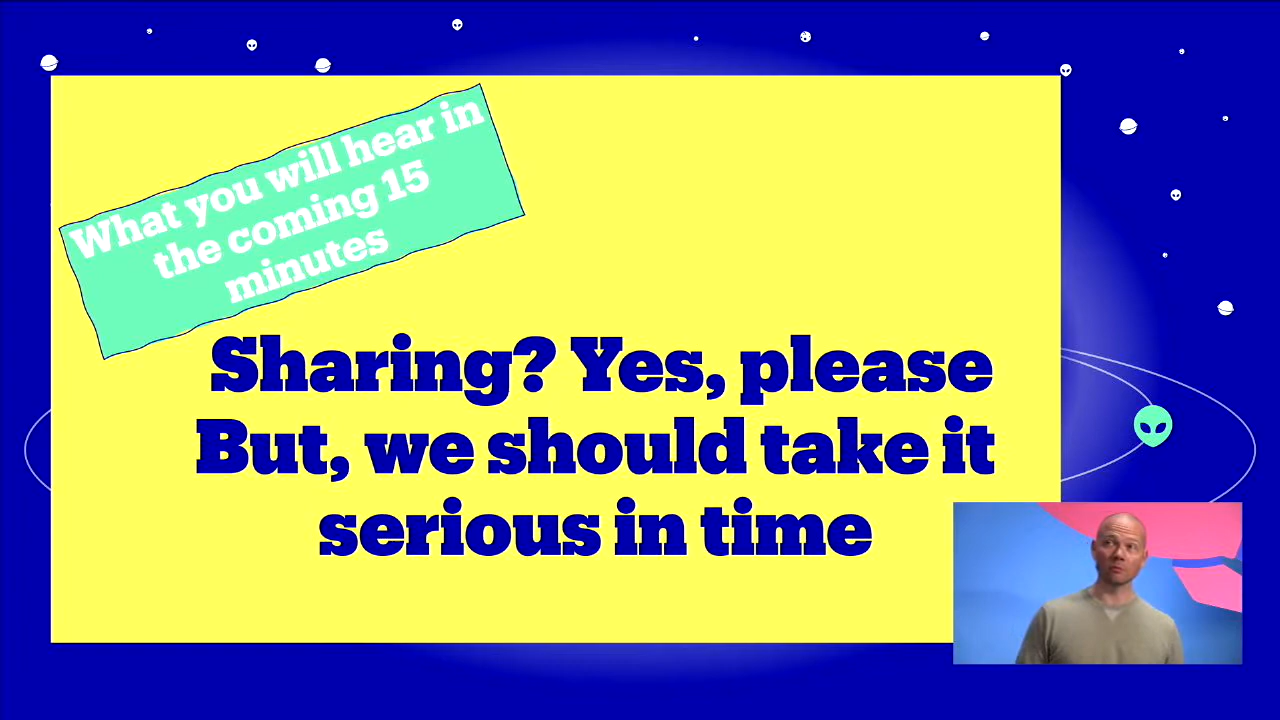 What you will hear in
the coming 15
minutes
Sharing? Yes, please
But, we should take it
serious in time